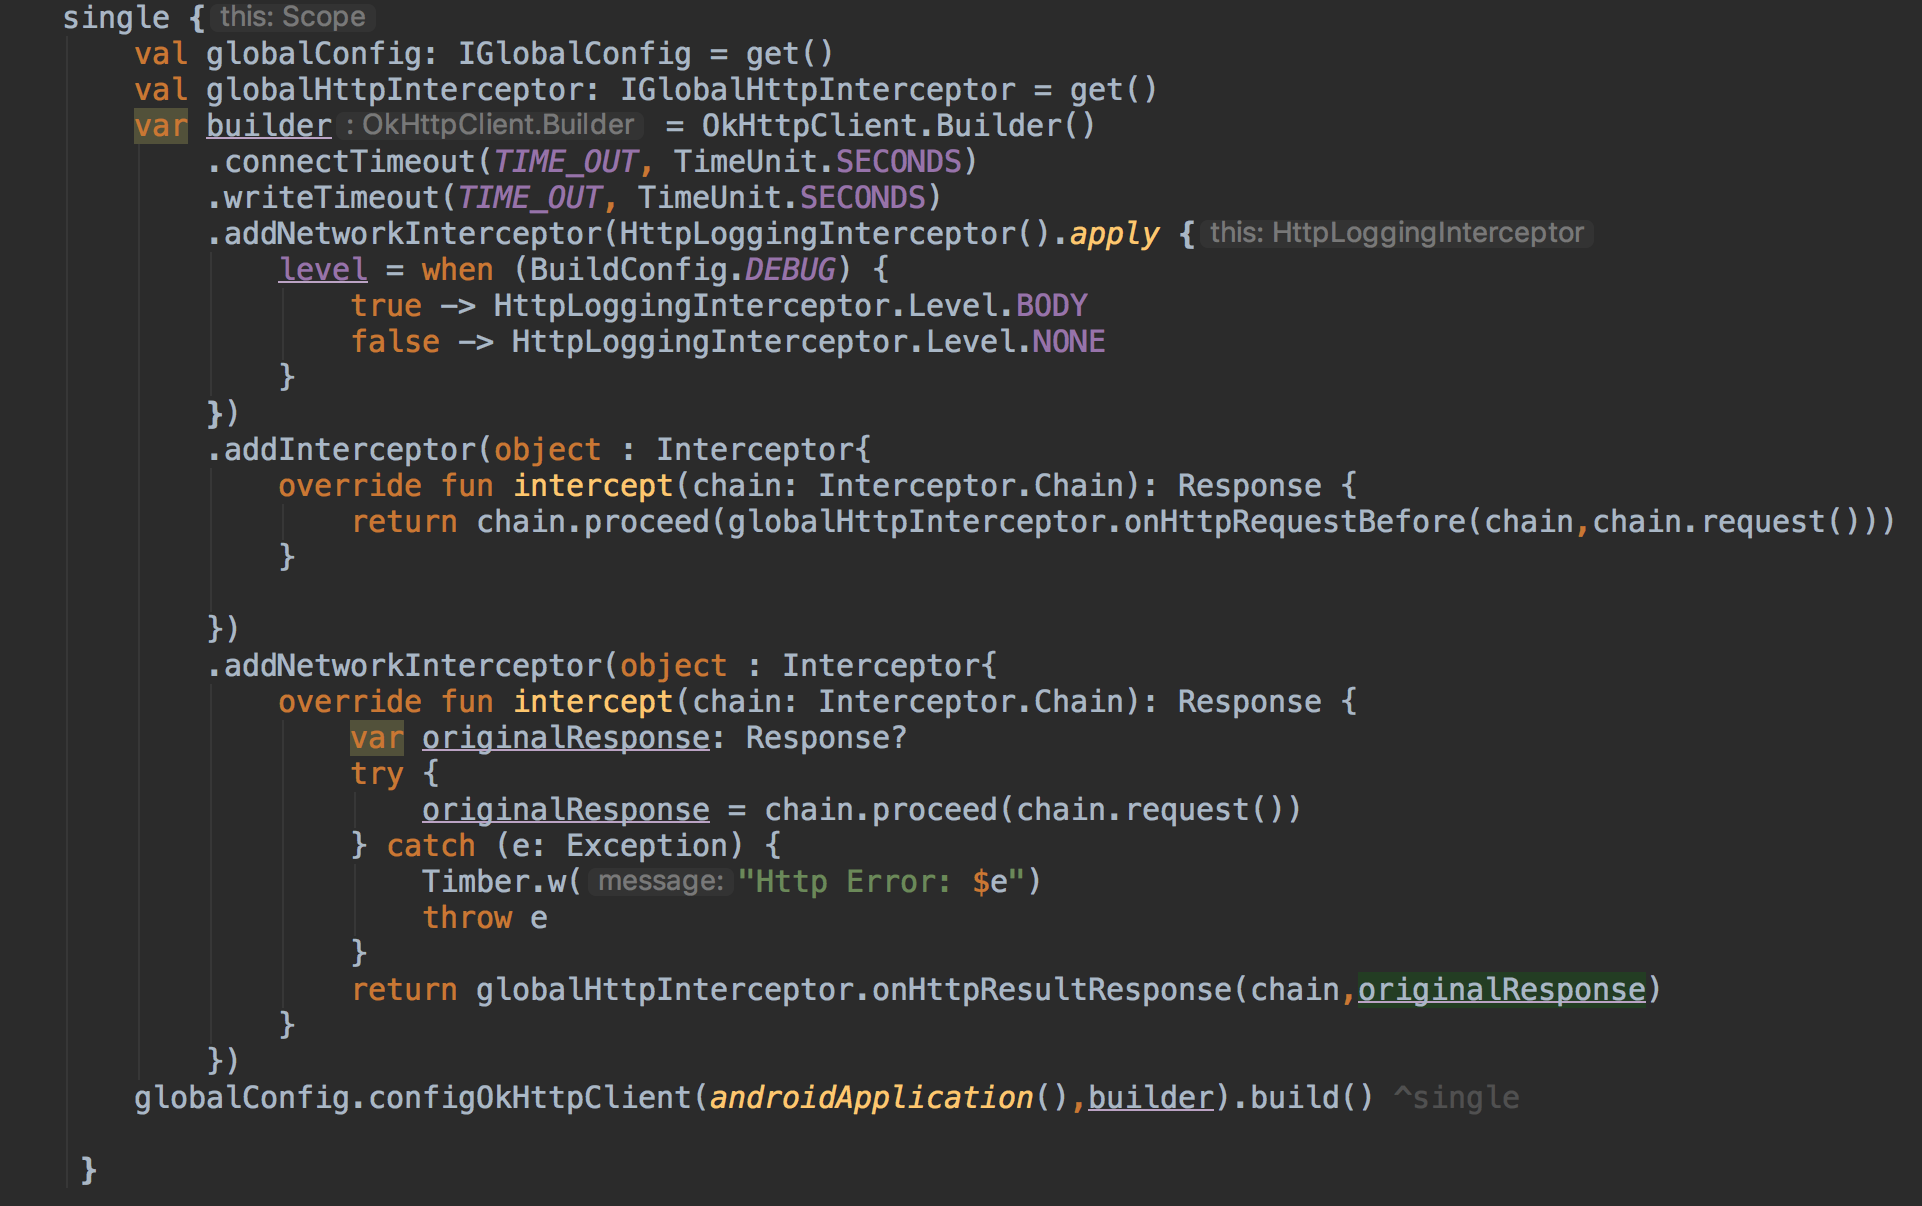 single { this: Scope
    val globalConfig: IGlobalConfig = get()
    val globalHttpInterceptor: IGlobalHttpInterceptor = get()
    var builder : OkHttpClient.Builder = OkHttpClient.Builder()
        .connectTimeout(TIME_OUT, TimeUnit.SECONDS)
        .writeTimeout(TIME_OUT, TimeUnit.SECONDS)
        .addNetworkInterceptor(HttpLoggingInterceptor().apply { this: HttpLoggingInterceptor
            level = when (BuildConfig.DEBUG) {
                true -> HttpLoggingInterceptor.Level.BODY
                false -> HttpLoggingInterceptor.Level.NONE
            }
        })
        .addInterceptor(object : Interceptor{
            override fun intercept(chain: Interceptor.Chain): Response {
                return chain.proceed(globalHttpInterceptor.onHttpRequestBefore(chain,chain.request()))
            }

        })
        .addNetworkInterceptor(object : Interceptor{
            override fun intercept(chain: Interceptor.Chain): Response {
                var originalResponse: Response?
                try {
                    originalResponse = chain.proceed(chain.request())
                } catch (e: Exception) {
                    Timber.w( message: "Http Error: $e")
                    throw e
                }
                return globalHttpInterceptor.onHttpResultResponse(chain,originalResponse)
            }
        })
    globalConfig.configOkHttpClient(androidApplication(),builder).build() ^single

 }